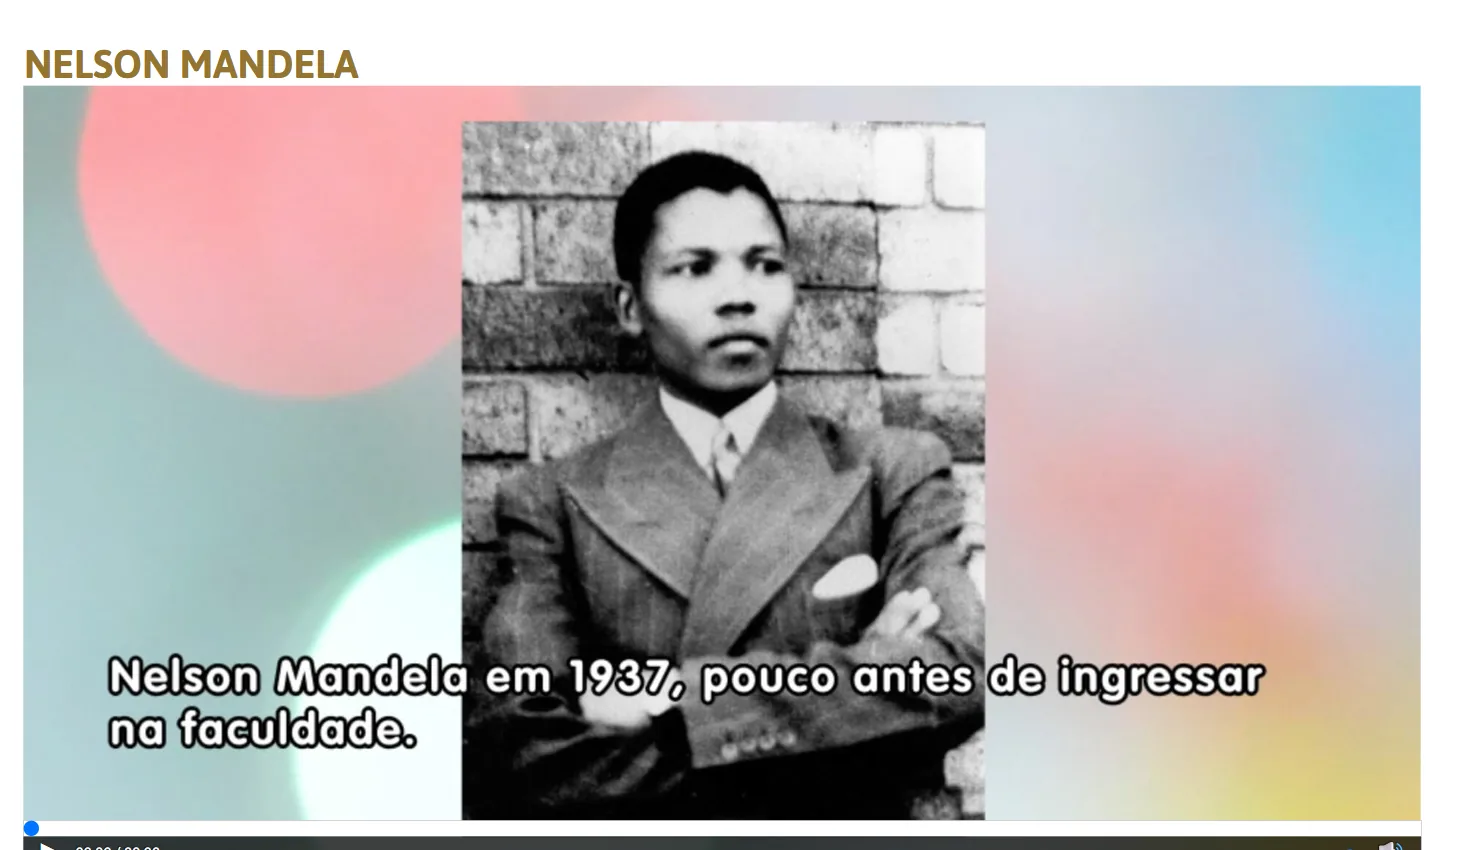 NELSON MANDELA
Nelson Mandela em 1937, pouco antes de ingressar
na faculdade.